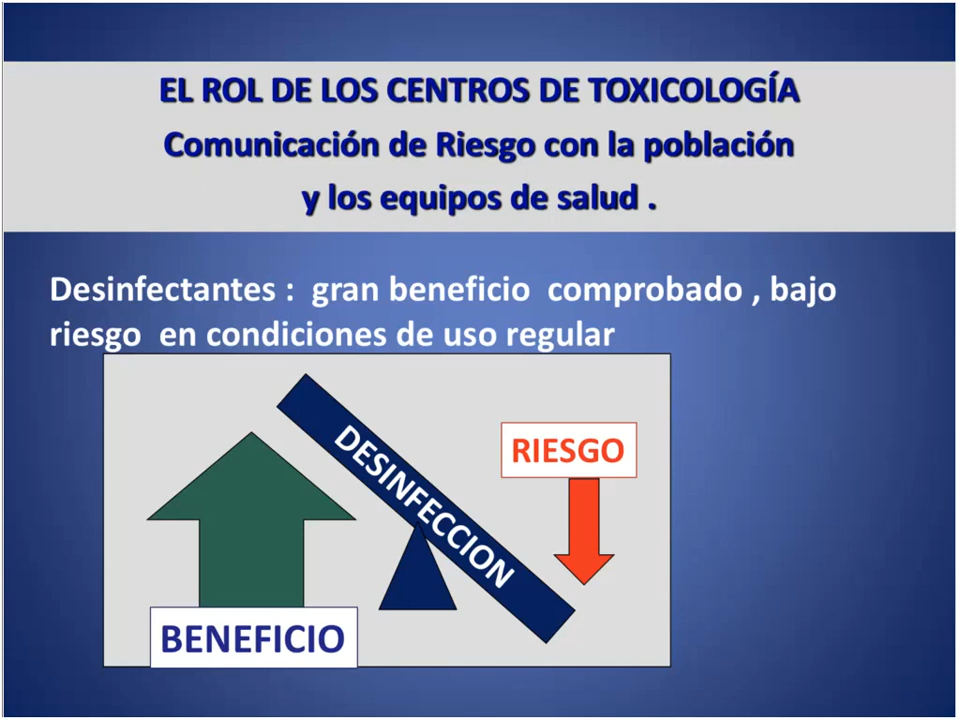 EL ROL DE LOS CENTROS DE TOXICOLOGÍA
Comunicación de Riesgo con la población
y los equipos de salud .
Desinfectantes : gran beneficio comprobado , bajo
riesgo en condiciones de uso regular
DESINFECCION
RIESGO
BENEFICIO